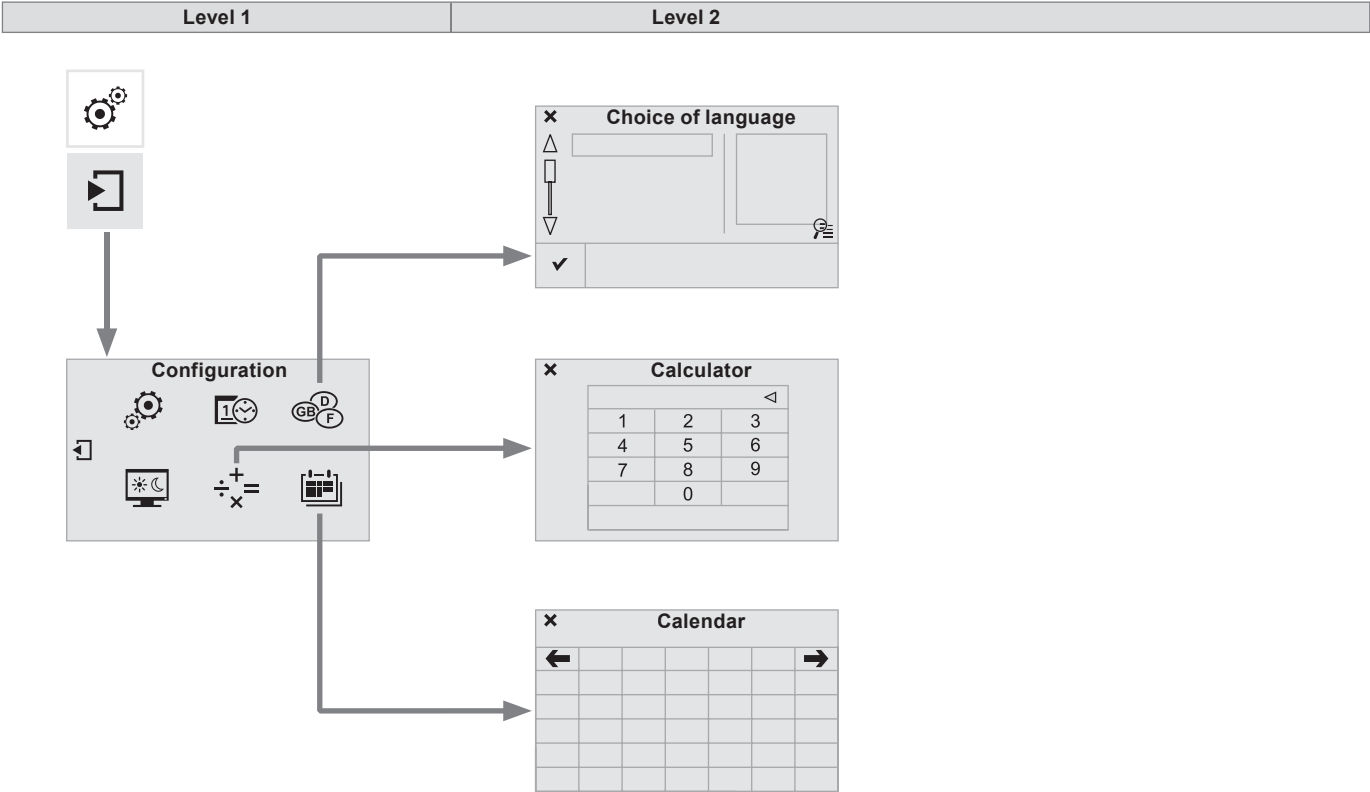 Level 1 Level 2
Choice of language
Configuration
D
GB
F
1
÷ + × =
Calculator
1 2 3
4 5 6
7 8 9
0
Calendar